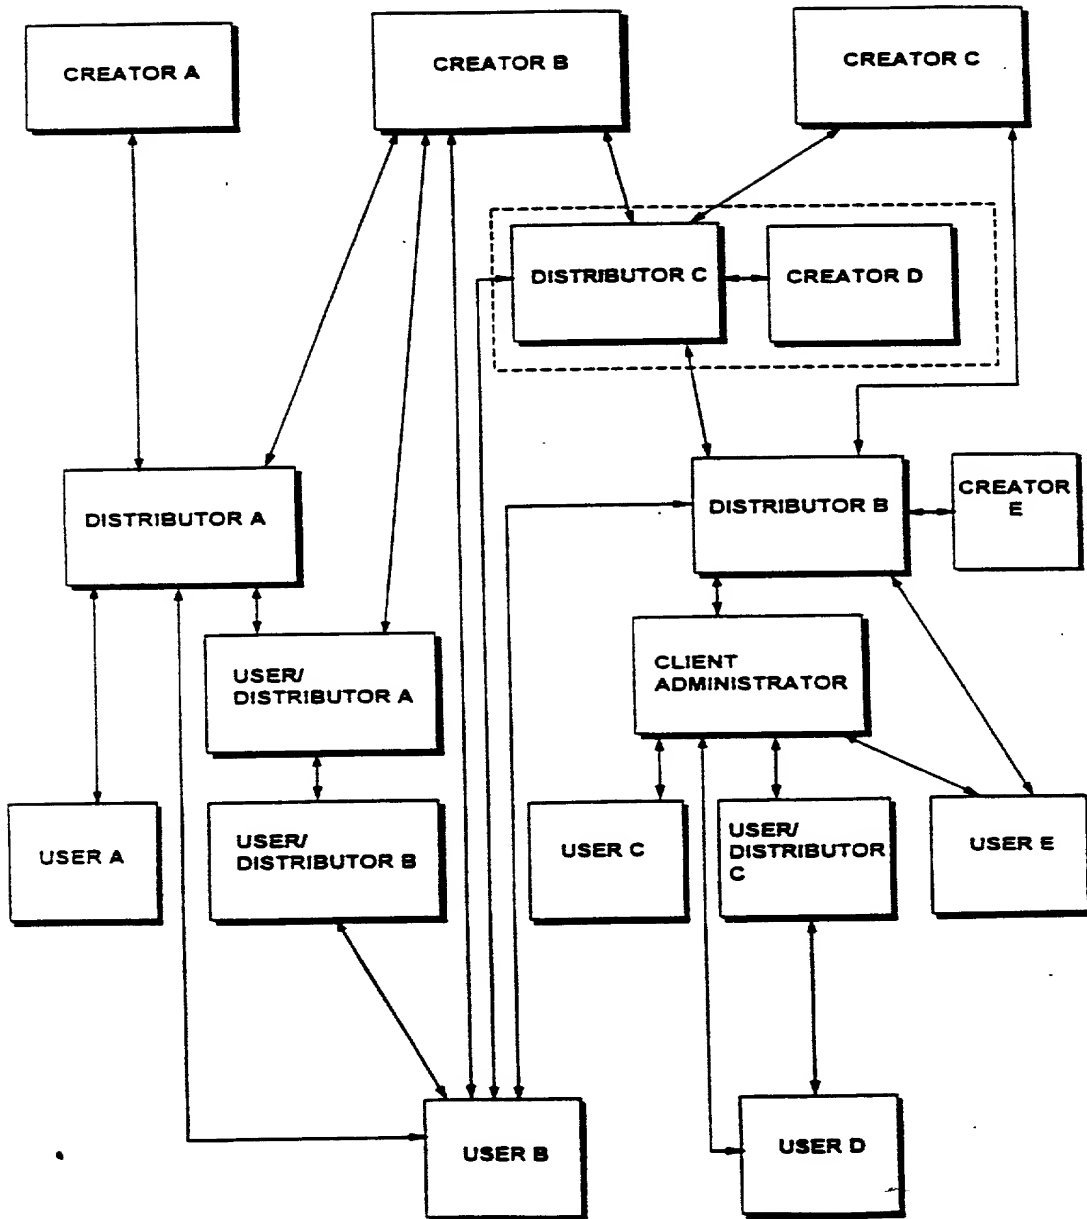 CREATOR A
CREATOR B
CREATOR C
DISTRIBUTOR C
CREATOR D
DISTRIBUTOR A
DISTRIBUTOR B
CREATOR
E
USER/
DISTRIBUTOR A
CLIENT
ADMINISTRATOR
USER A
USER/
DISTRIBUTOR B
USER C
USER/
DISTRIBUTOR
C
USER E
USER B
USER D